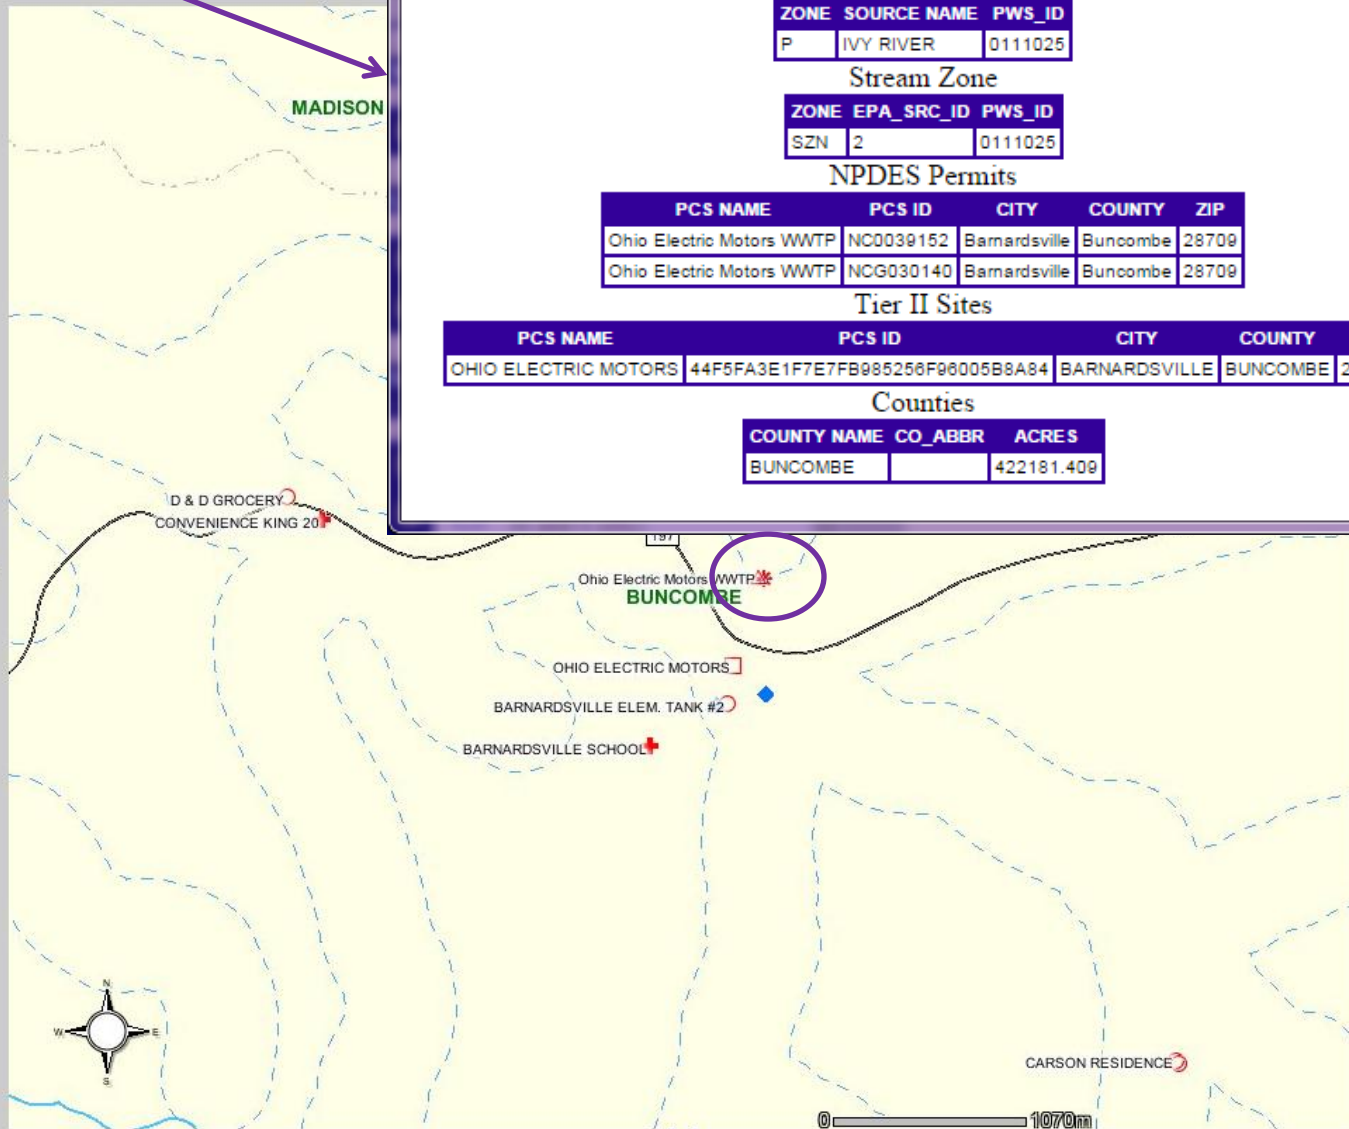 ZONE SOURCE NAME PWS_ID
P IVY RIVER 0111025
Stream Zone
ZONE EPA_SRC_ID PWS_ID
SZN 2 0111025
NPDES Permits
PCS NAME PCS ID CITY COUNTY ZIP
Ohio Electric Motors WWTP NC0039152 Barnardsville Buncombe 28709
Ohio Electric Motors WWTP NCG030140 Barnardsville Buncombe 28709
Tier II Sites
PCS NAME PCS ID CITY COUNTY
OHIO ELECTRIC MOTORS 44F5FA3E1F7E7FB985256F96005B8A84 BARNARDSVILLE BUNCOMBE 2
Counties
COUNTY NAME CO_ABBR ACRES
BUNCOMBE 422181.409
MADISON
D & D GROCERY
CONVENIENCE KING 20
197
Ohio Electric Motors WWTP
BUNCOMBE
OHIO ELECTRIC MOTORS
BARNARDSVILLE ELEM. TANK #2
BARNARDSVILLE SCHOOL
N
W E
S
CARSON RESIDENCE
0 1070m